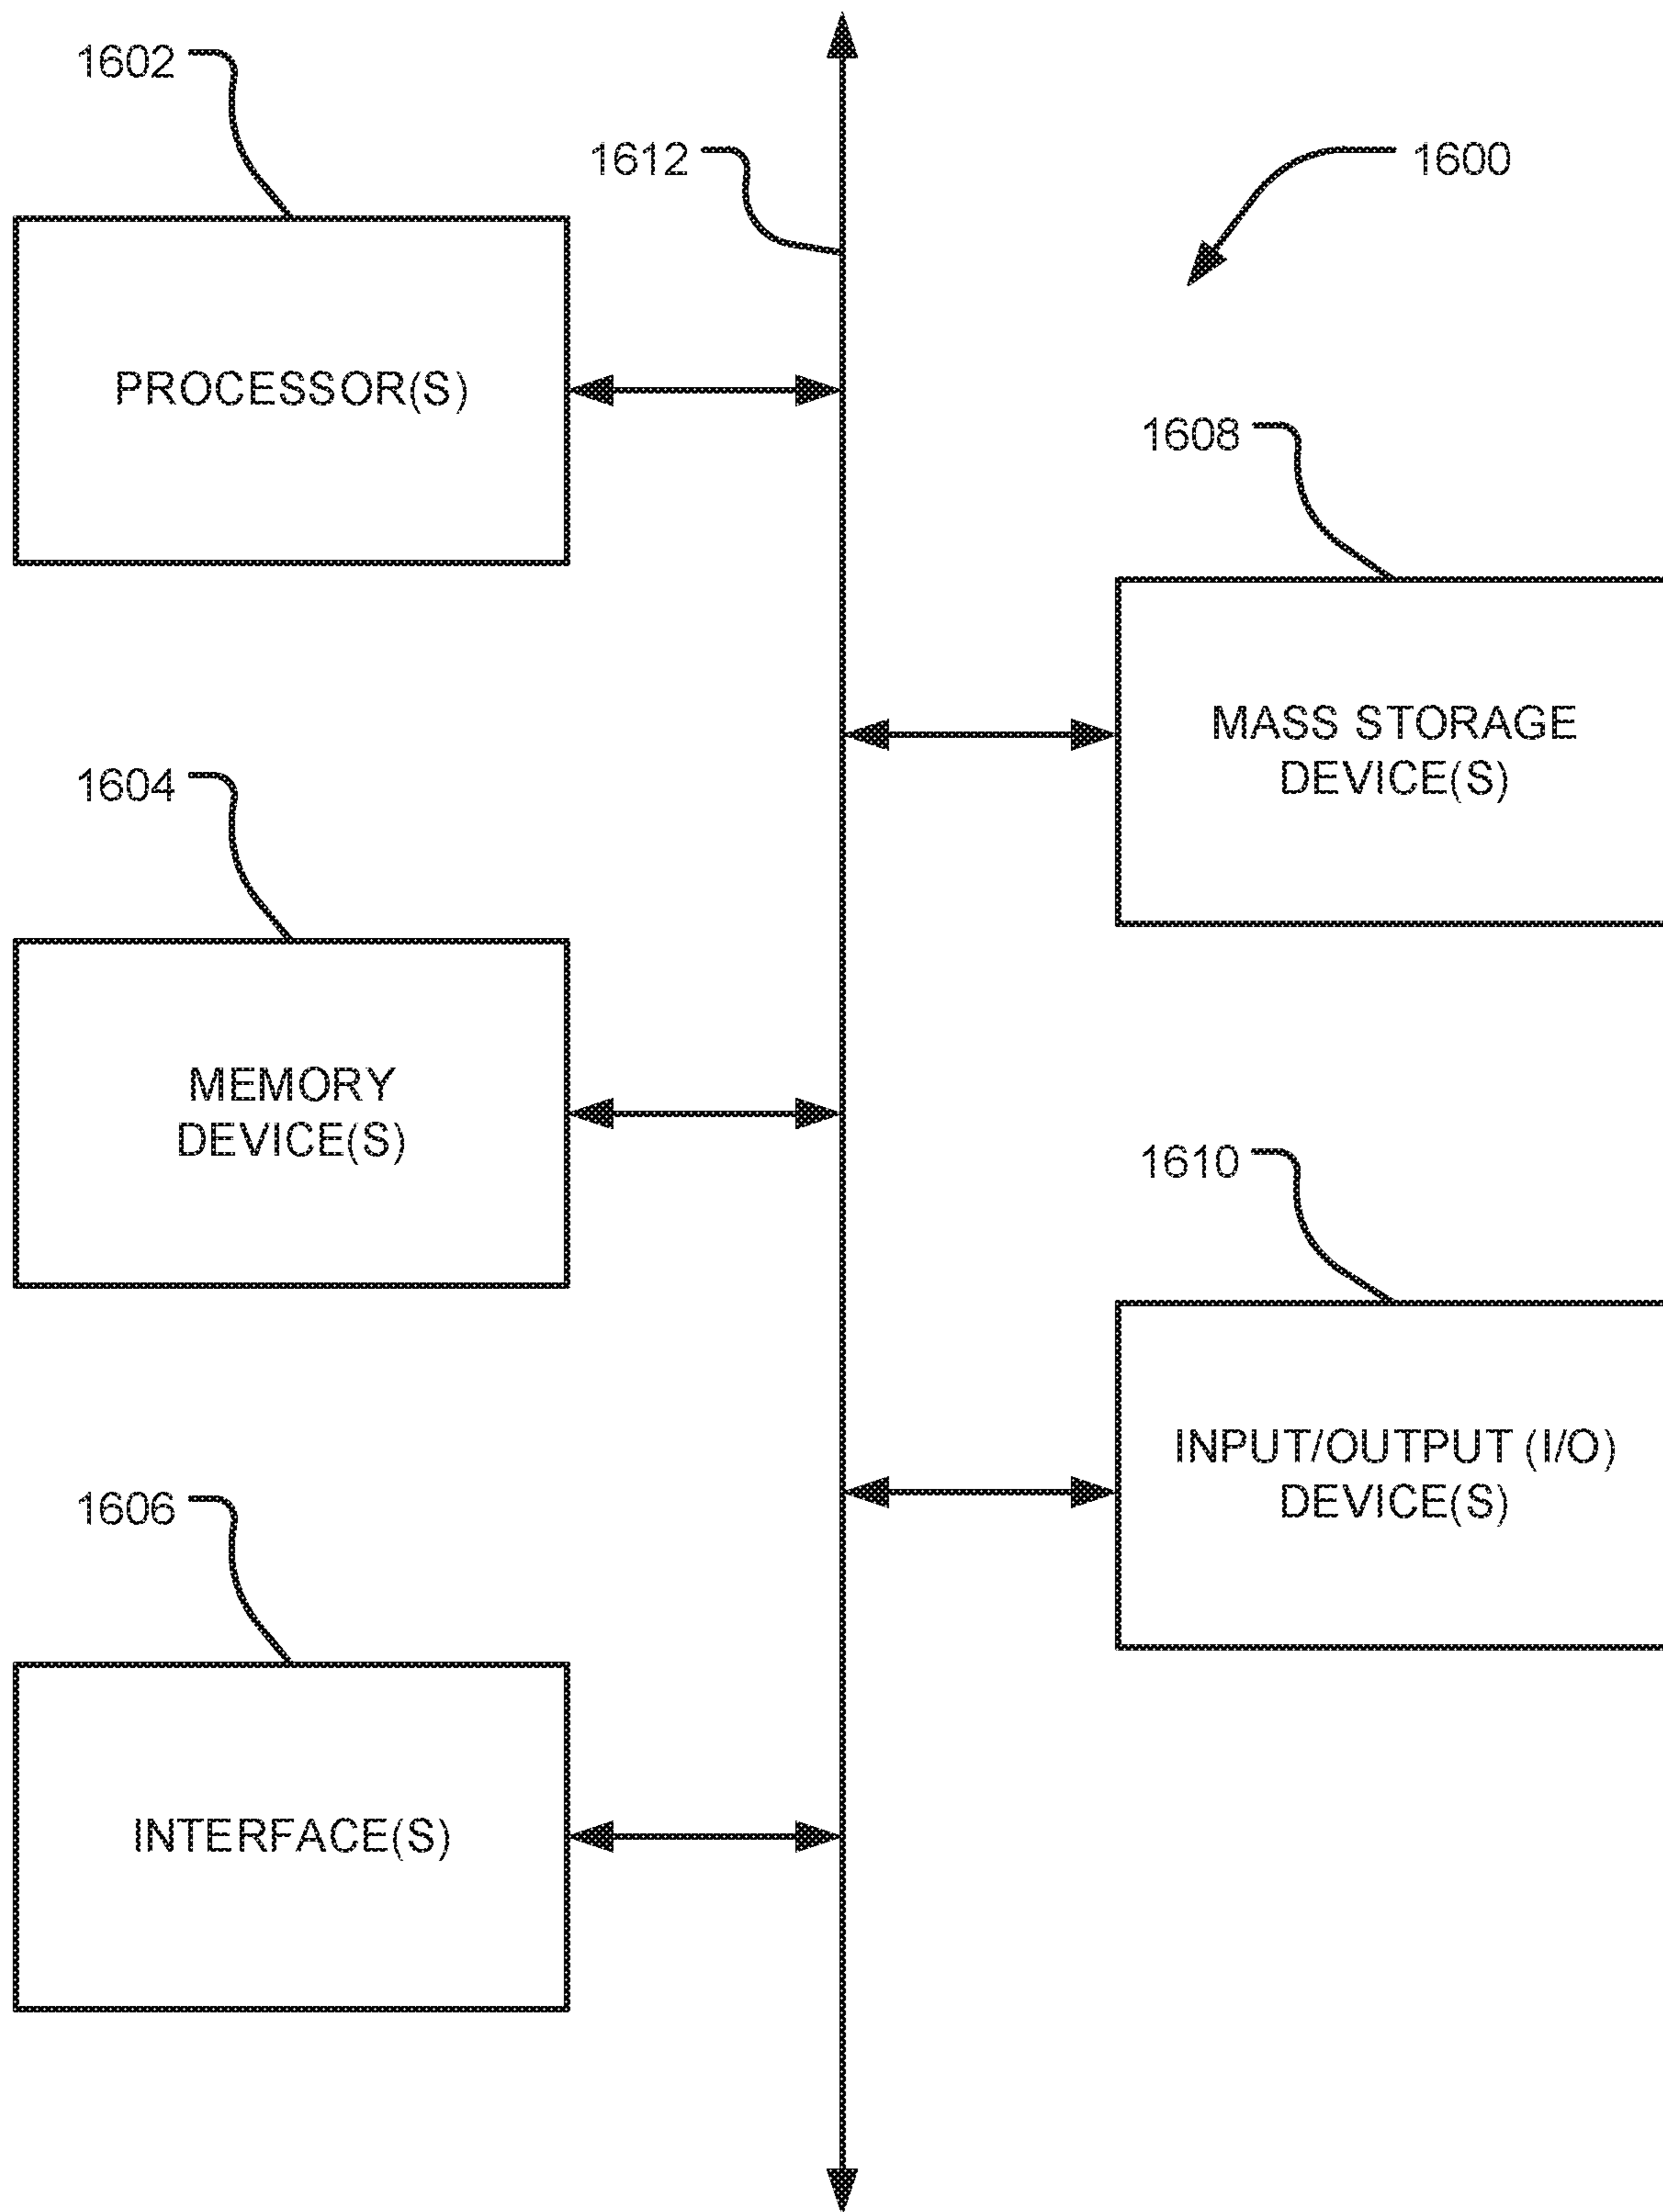 1602
1612
1600
PROCESSOR(S)
1608
MASS STORAGE
DEVICE(S)
1604
MEMORY
DEVICE(S)
1610
INPUT/OUTPUT (I/O)
DEVICE(S)
1606
INTERFACE(S)